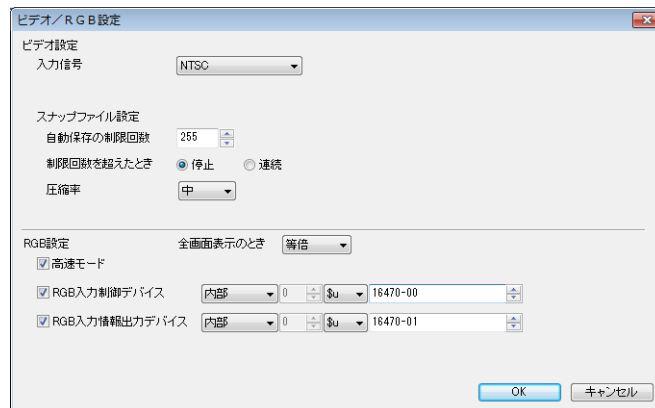 ビデオ／ＲＧＢ設定
ビデオ設定
入力信号 NTSC
スナップファイル設定
自動保存の制限回数 255
制限回数を超えたとき 停止 連続
圧縮率 中
RGB設定 全画面表示のとき 等倍
高速モード
RGB入力制御デバイス 内部 0 $u 16470-00
RGB入力情報出力デバイス 内部 0 $u 16470-01
OK キャンセル